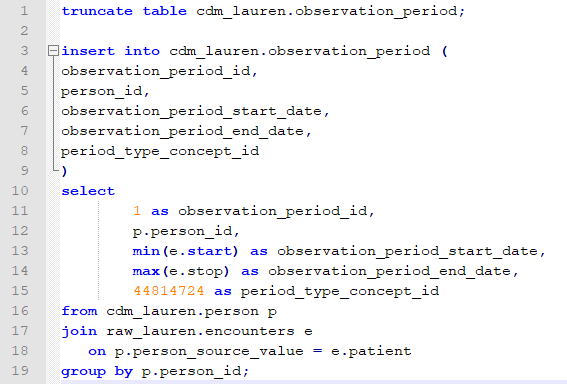 1 truncate table cdm_lauren.observation_period;
2
3 insert into cdm_lauren.observation_period (
4 observation_period_id,
5 person_id,
6 observation_period_start_date,
7 observation_period_end_date,
8 period_type_concept_id
9 )
10 select
11 1 as observation_period_id,
12 p.person_id,
13 min(e.start) as observation_period_start_date,
14 max(e.stop) as observation_period_end_date,
15 44814724 as period_type_concept_id
16 from cdm_lauren.person p
17 join raw_lauren.encounters e
18 on p.person_source_value = e.patient
19 group by p.person_id;